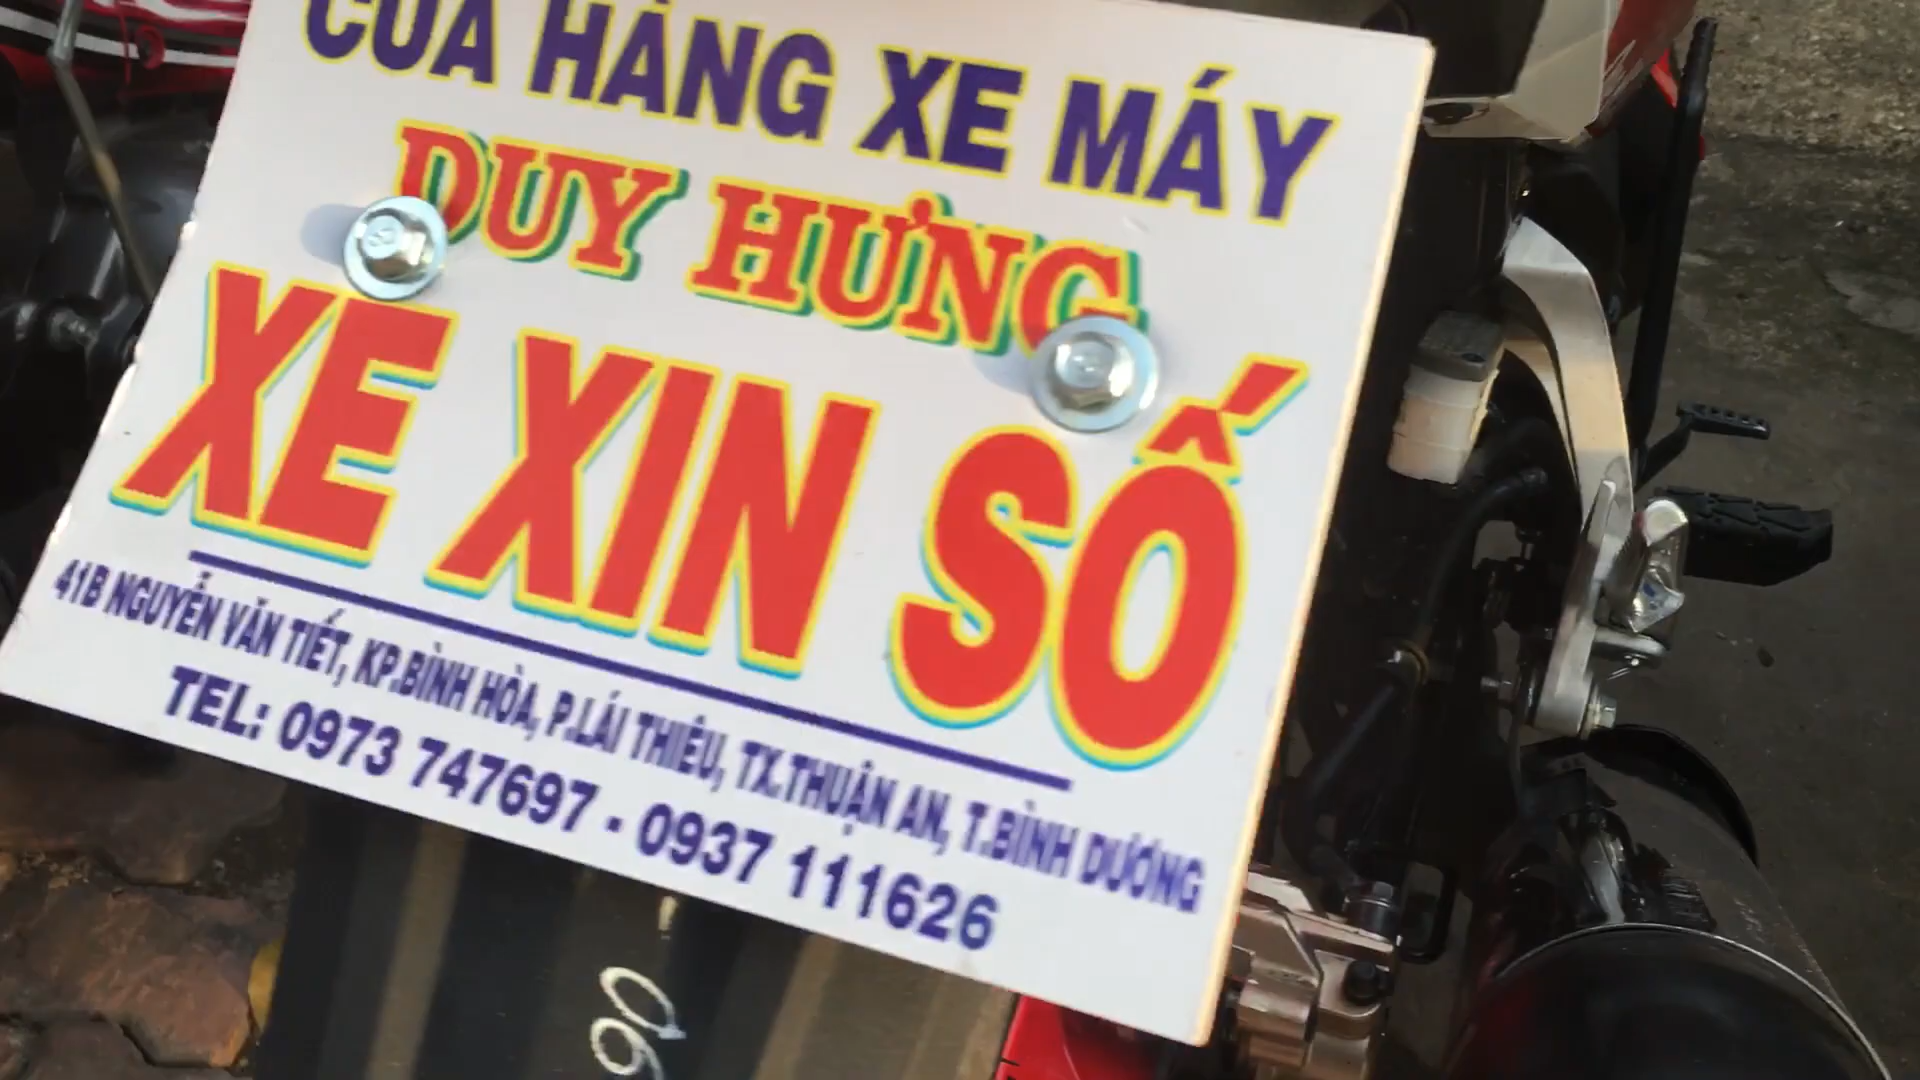 CỬA HÀNG XE MÁY
DUY HƯNG
XE XIN SỐ
41B NGUYỄN VĂN TIẾT, KP.BÌNH HÒA, P.LÁI THIÊU, TX.THUẬN AN, T.BÌNH DƯƠNG
TEL: 0973 747697 - 0937 111626